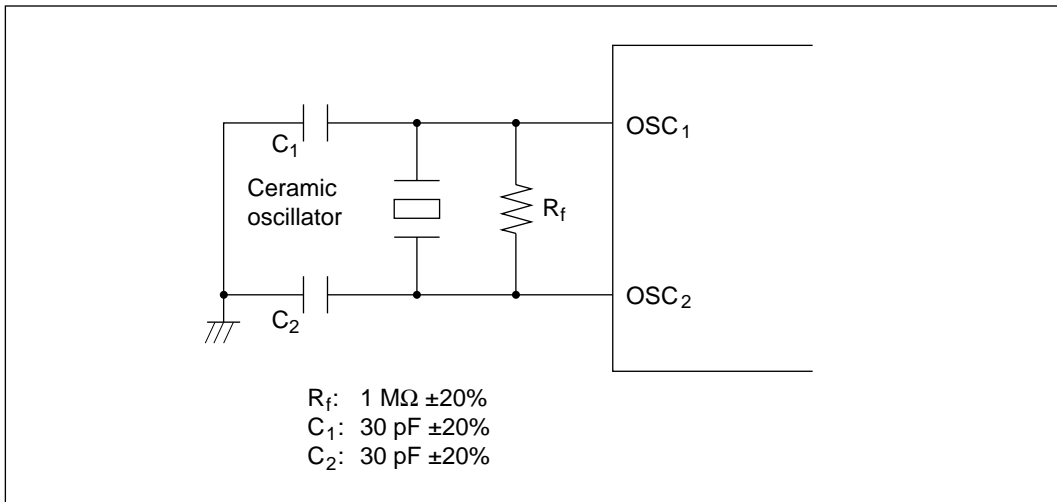 C1
OSC1
Ceramic
oscillator
Rf
C2
OSC2
Rf: 1 MΩ ±20%
C1: 30 pF ±20%
C2: 30 pF ±20%